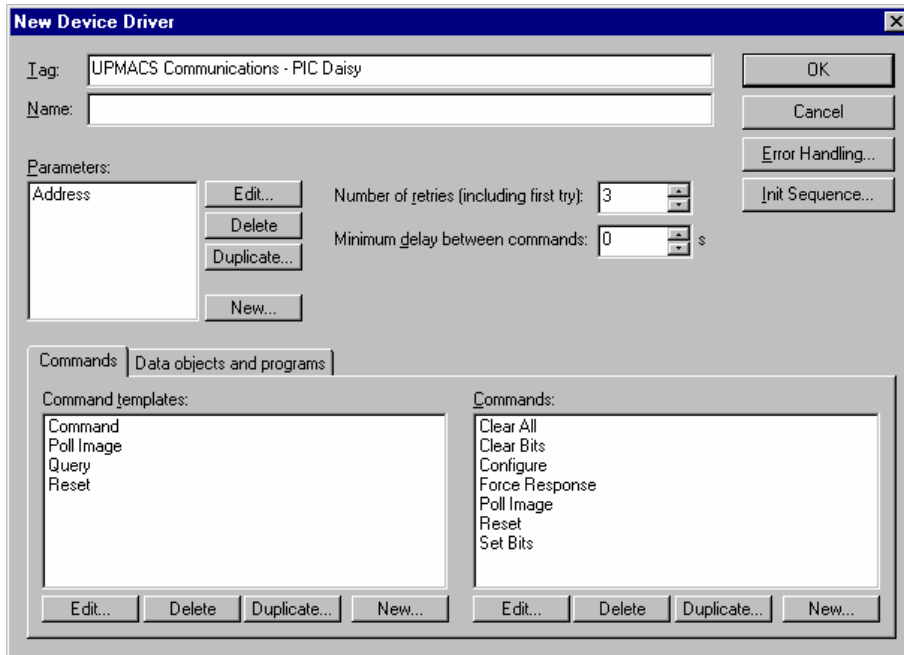 New Device Driver
Tag: UPMACS Communications - PIC Daisy
OK
Name:
Cancel
Error Handling...
Parameters:
Address
Edit...
Number of retries (including first try): 3
Init Sequence...
Delete
Minimum delay between commands: 0 s
Duplicate...
New...
Commands Data objects and programs
Command templates:
Command
Poll Image
Query
Reset
Edit... Delete Duplicate... New...
Commands:
Clear All
Clear Bits
Configure
Force Response
Poll Image
Reset
Set Bits
Edit... Delete Duplicate... New...